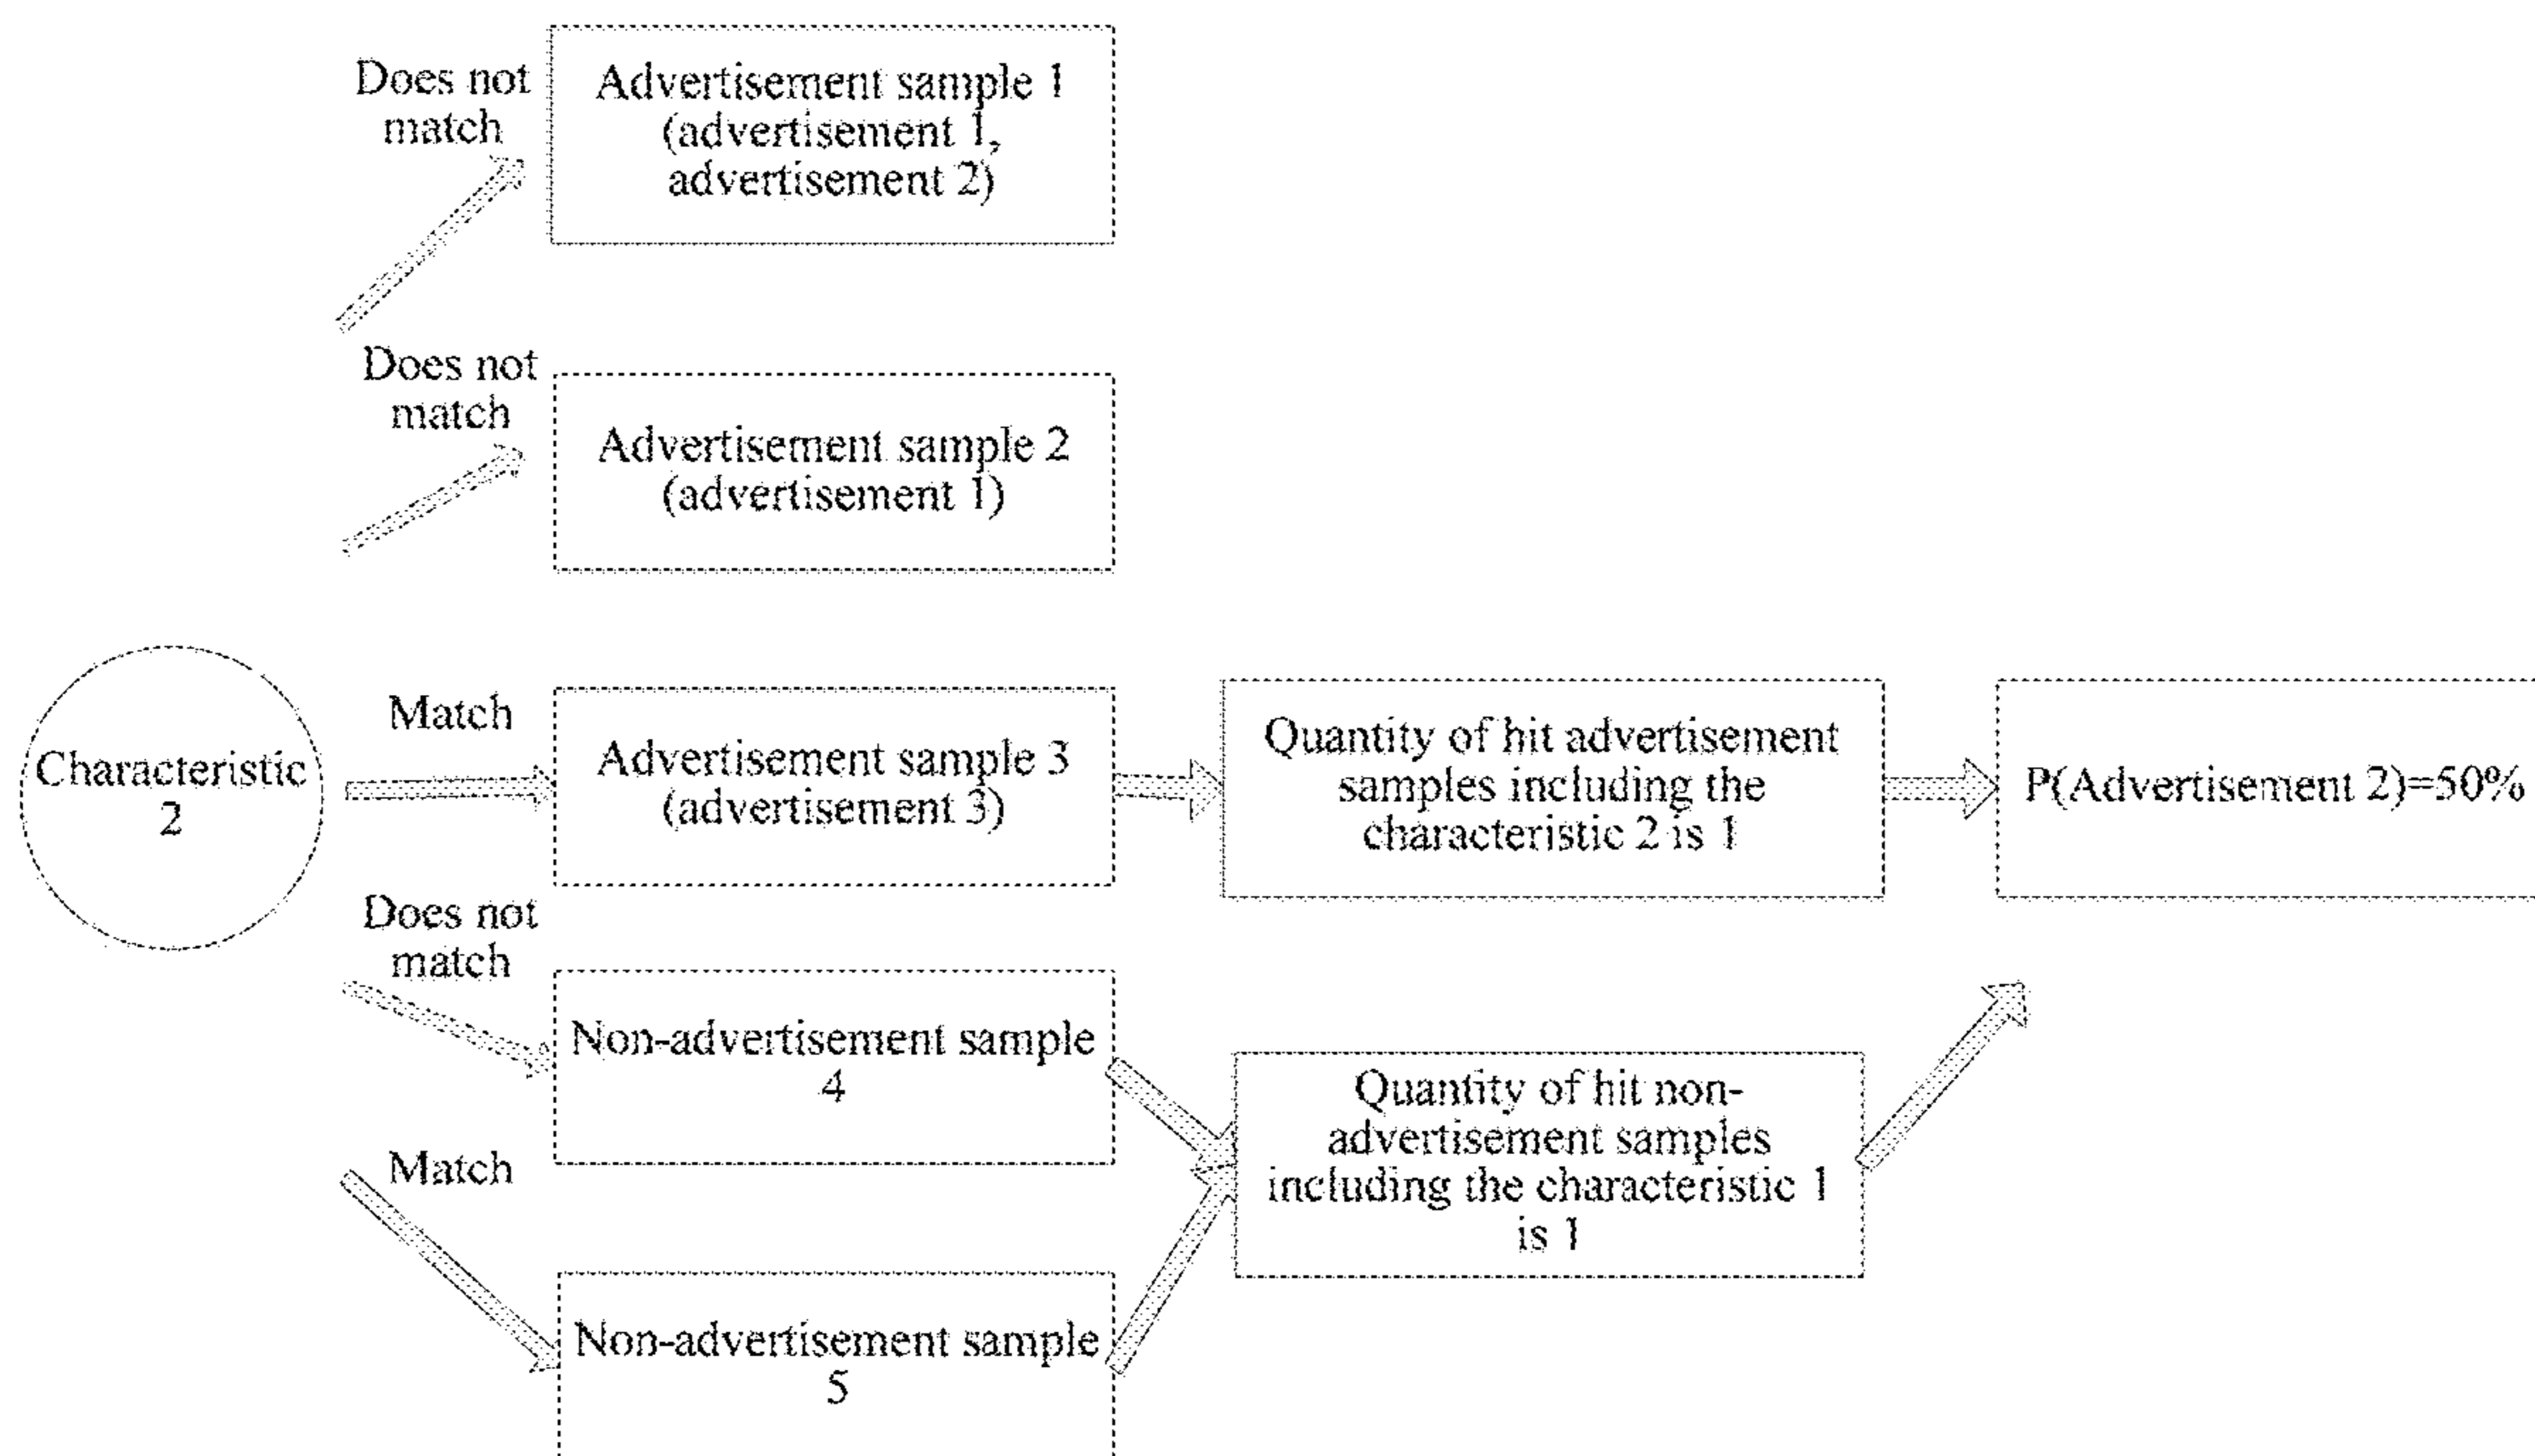 Does not
match
Advertisement sample 1
(advertisement 1,
advertisement 2)
Does not
match
Advertisement sample 2
(advertisement 1)
Characteristic
2
Match
Advertisement sample 3
(advertisement 3)
Quantity of hit advertisement
samples including the
characteristic 2 is 1
P(Advertisement 2)=50%
Does not
match
Non-advertisement sample
4
Quantity of hit non-
advertisement samples
including the characteristic 1
is 1
Match
Non-advertisement sample
5